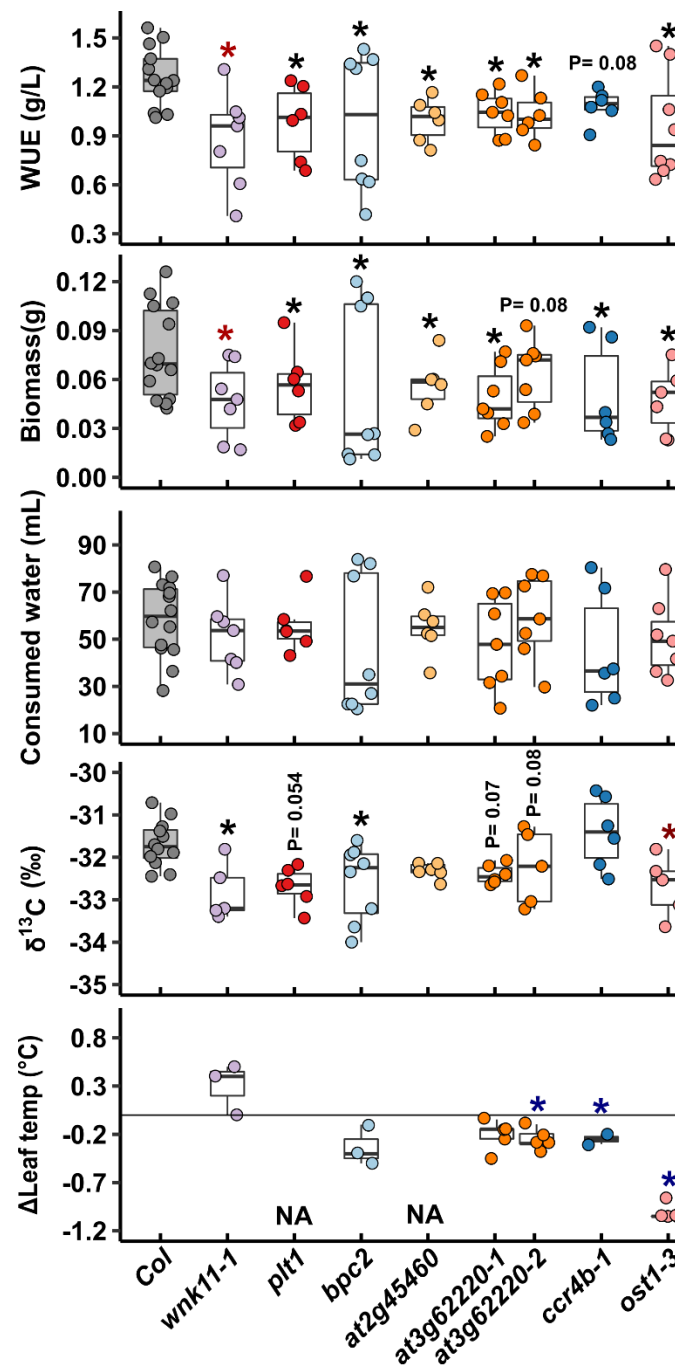 WUE (g/L)
1.5
1.2
0.9
0.6
0.3
* * * * * * P= 0.08 *
Biomass(g)
0.12
0.09
0.06
0.03
0.00
* * * * * P= 0.08 * *
Consumed water (mL)
90
70
50
30
10
δ¹³C (‰)
-30
-31
-32
-33
-34
-35
* P= 0.054 * P= 0.07 P= 0.08 *
ΔLeaf temp (°C)
0.8
0.3
-0.2
-0.7
-1.2
* * *
NA NA
Col
wnk11-1
plt1
bpc2
at2g45460
at3g62220-1
at3g62220-2
ccr4b-1
ost1-3